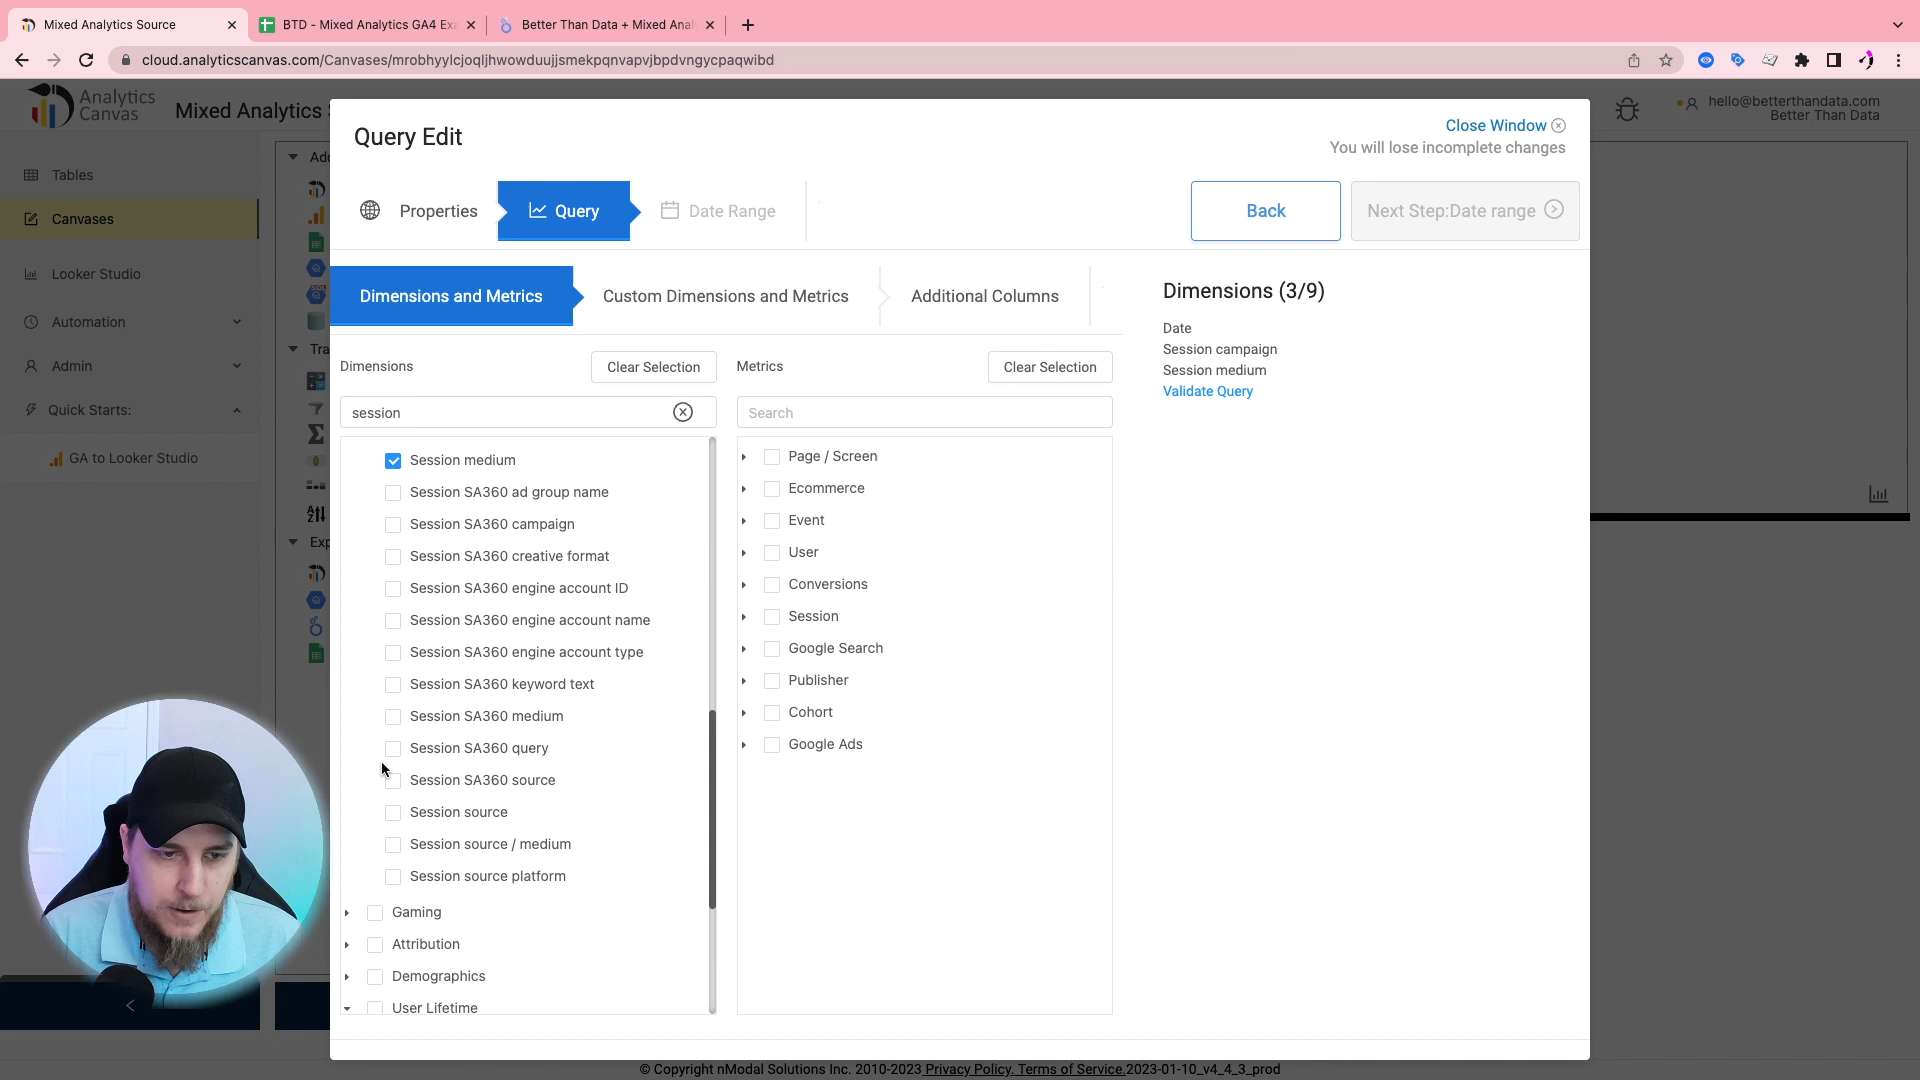 Mixed Analytics Source
BTD - Mixed Analytics GA4 Ex
Better Than Data + Mixed Anal
cloud.analyticscanvas.com/Canvases/mrobhyylcjoqljhwowduujjsmekpqnvapvjbpdvngycpaqwibd
Analytics
Canvas
Mixed Analytics S
hello@betterthandata.com
Better Than Data
Tables
Canvases
Looker Studio
Automation
Admin
Quick Starts:
GA to Looker Studio
Query Edit
Close Window
You will lose incomplete changes
Properties
Query
Date Range
Back
Next Step:Date range
Dimensions and Metrics
Custom Dimensions and Metrics
Additional Columns
Dimensions
Clear Selection
session
Session medium
Session SA360 ad group name
Session SA360 campaign
Session SA360 creative format
Session SA360 engine account ID
Session SA360 engine account name
Session SA360 engine account type
Session SA360 keyword text
Session SA360 medium
Session SA360 query
Session SA360 source
Session source
Session source / medium
Session source platform
Gaming
Attribution
Demographics
User Lifetime
Metrics
Clear Selection
Search
Page / Screen
Ecommerce
Event
User
Conversions
Session
Google Search
Publisher
Cohort
Google Ads
Dimensions (3/9)
Date
Session campaign
Session medium
Validate Query
© Copyright nModal Solutions Inc. 2010-2023 Privacy Policy. Terms of Service.2023-01-10_v4_4_3_prod